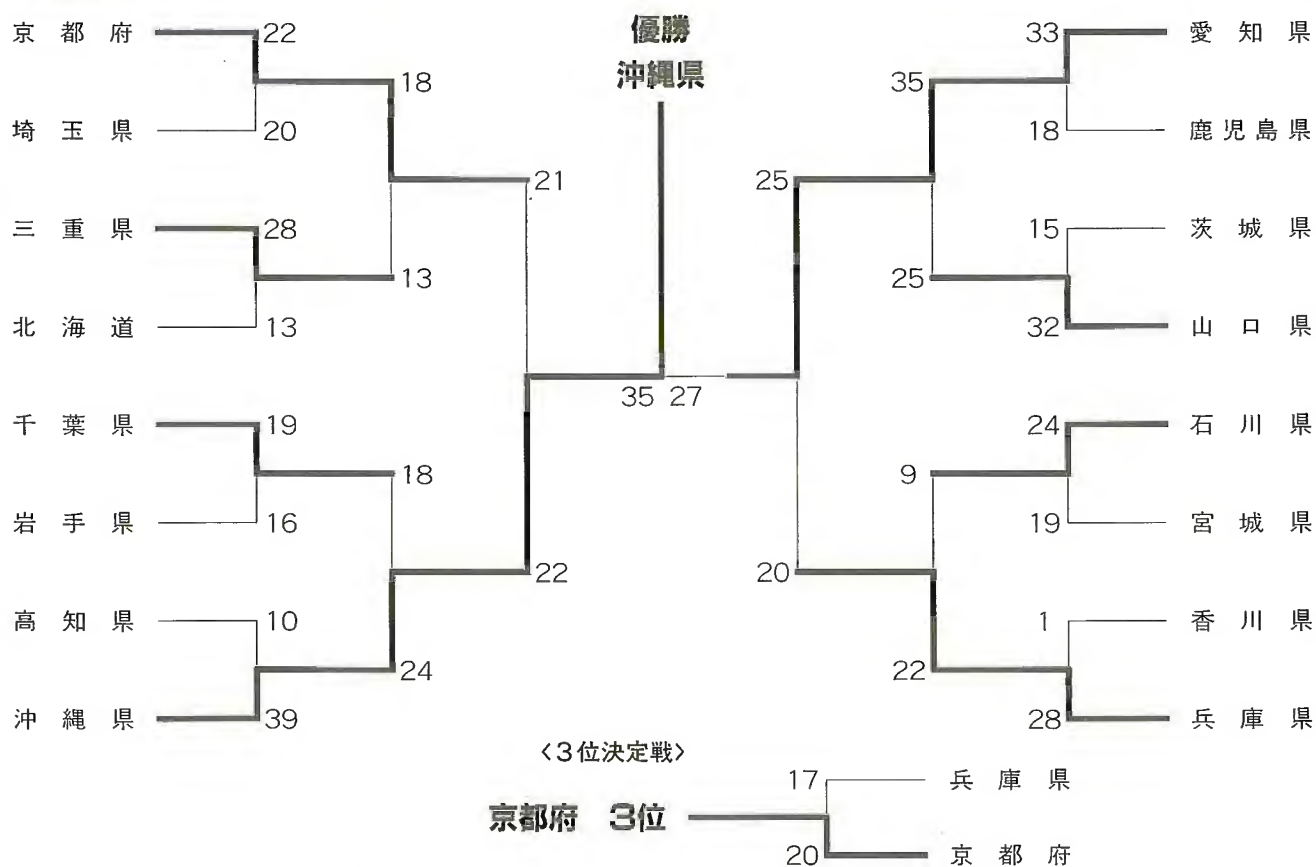 優勝
沖縄県
京都府 22
18
埼玉県 20
21
三重県 28
13
北海道 13
千葉県 19
18
岩手県 16
22
高知県 10
24
沖縄県 39
35 27
33 愛知県
35
18 鹿児島県
25
15 茨城県
25
32 山口県
24 石川県
9
19 宮城県
20
1 香川県
22
28 兵庫県
〈3位決定戦〉
17 兵庫県
京都府 3位
20 京都府